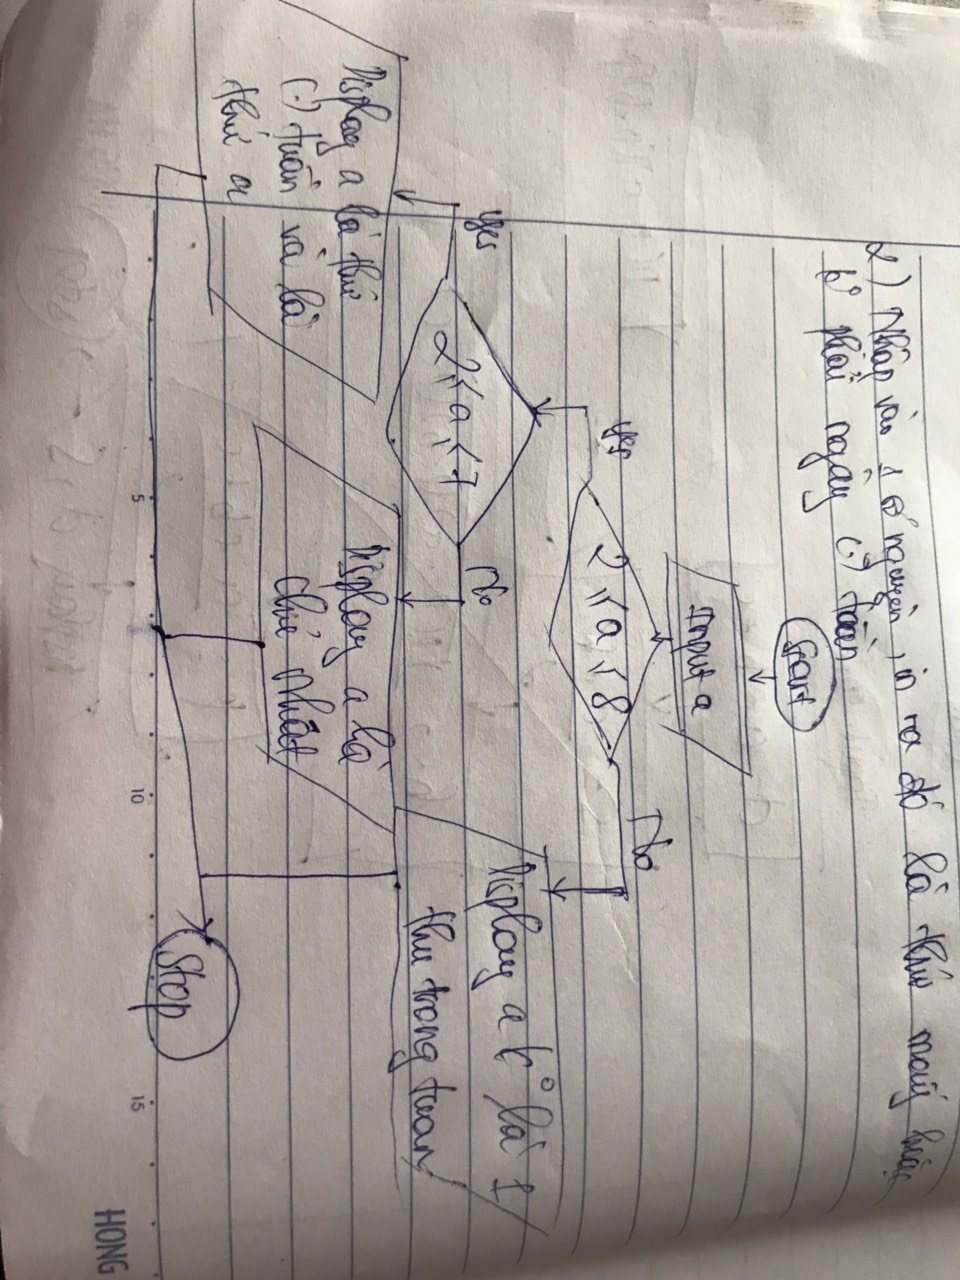 2) Nhập vào 1 số nguyên, in ra đó là thứ mấy hoặc
k° phải ngày (.) tuần
Start
Input a
2 ≤ a ≤ 8
Yes
No
2 ≤ a ≤ 7
Yes
No
Display a k° là 1
thu trong tuan
Display a là thứ
(.) tuần và là
thứ a
Display a là
chủ Nhật
Stop
5
10
15
HONG